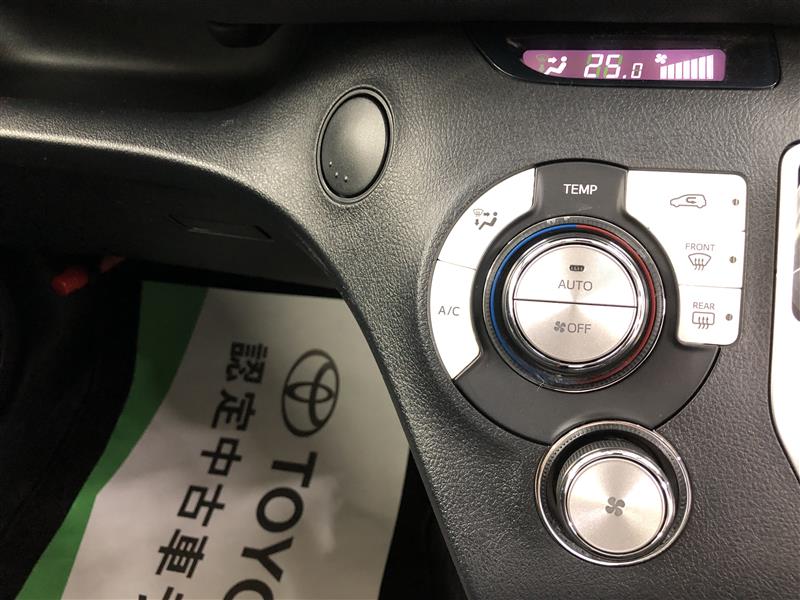 25.0
TEMP
AUTO
OFF
A/C
FRONT
REAR
TOYO
認定中古車